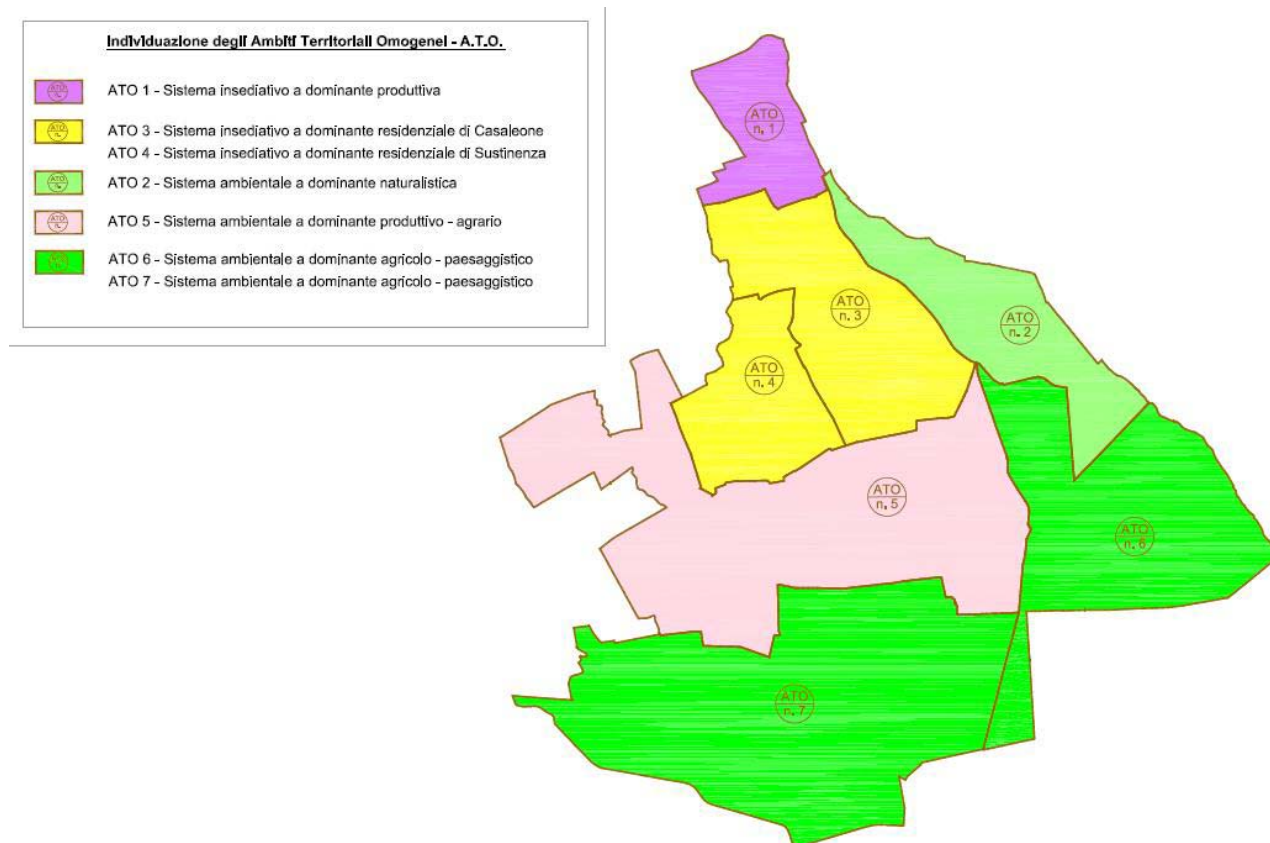 Individuazione degli Ambiti Territoriali Omogenei - A.T.O.
ATO 1 - Sistema insediativo a dominante produttiva
ATO 3 - Sistema insediativo a dominante residenziale di Casaleone
ATO 4 - Sistema insediativo a dominante residenziale di Sustinenza
ATO 2 - Sistema ambientale a dominante naturalistica
ATO 5 - Sistema ambientale a dominante produttivo - agrario
ATO 6 - Sistema ambientale a dominante agricolo - paesaggistico
ATO 7 - Sistema ambientale a dominante agricolo - paesaggistico
ATO
n. 1
ATO
n. 2
ATO
n. 3
ATO
n. 4
ATO
n. 5
ATO
n. 6
ATO
n. 7